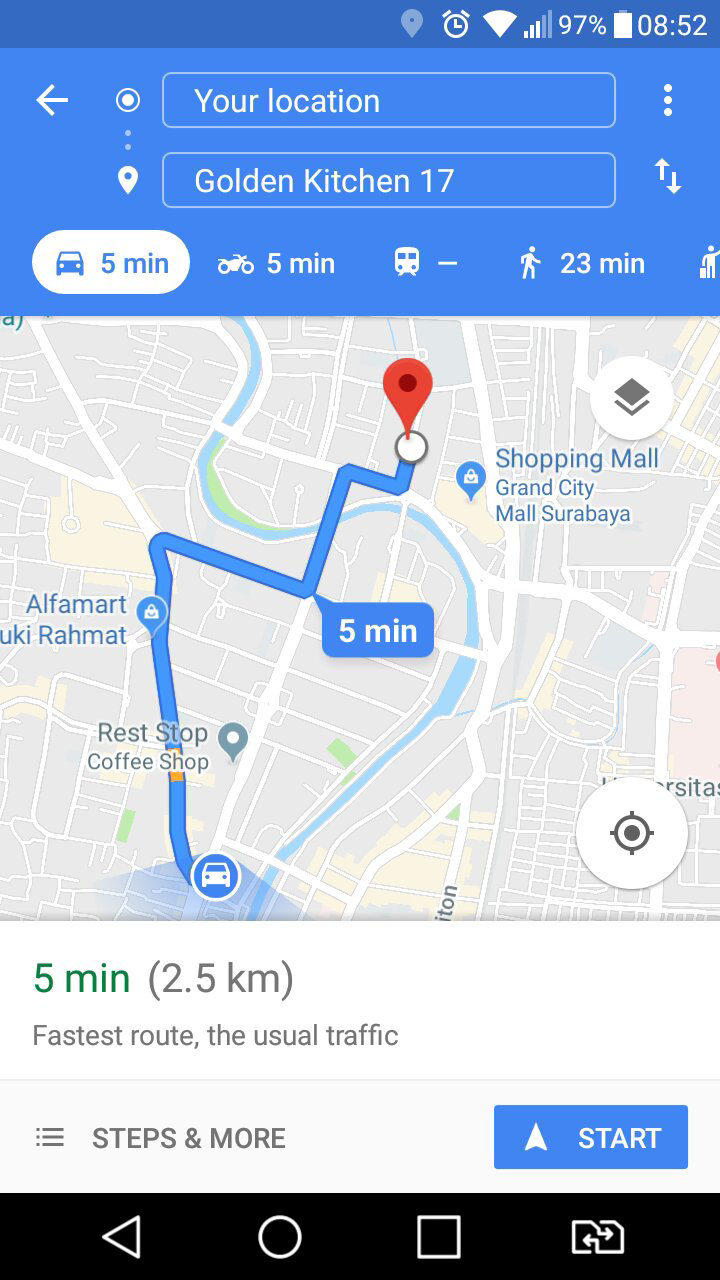 97% 08:52
Your location
Golden Kitchen 17
5 min 5 min — 23 min
a)
Shopping Mall
Grand City
Mall Surabaya
Alfamart
uki Rahmat
5 min
Rest Stop
Coffee Shop
rsitas
iton
5 min (2.5 km)
Fastest route, the usual traffic
STEPS & MORE
START